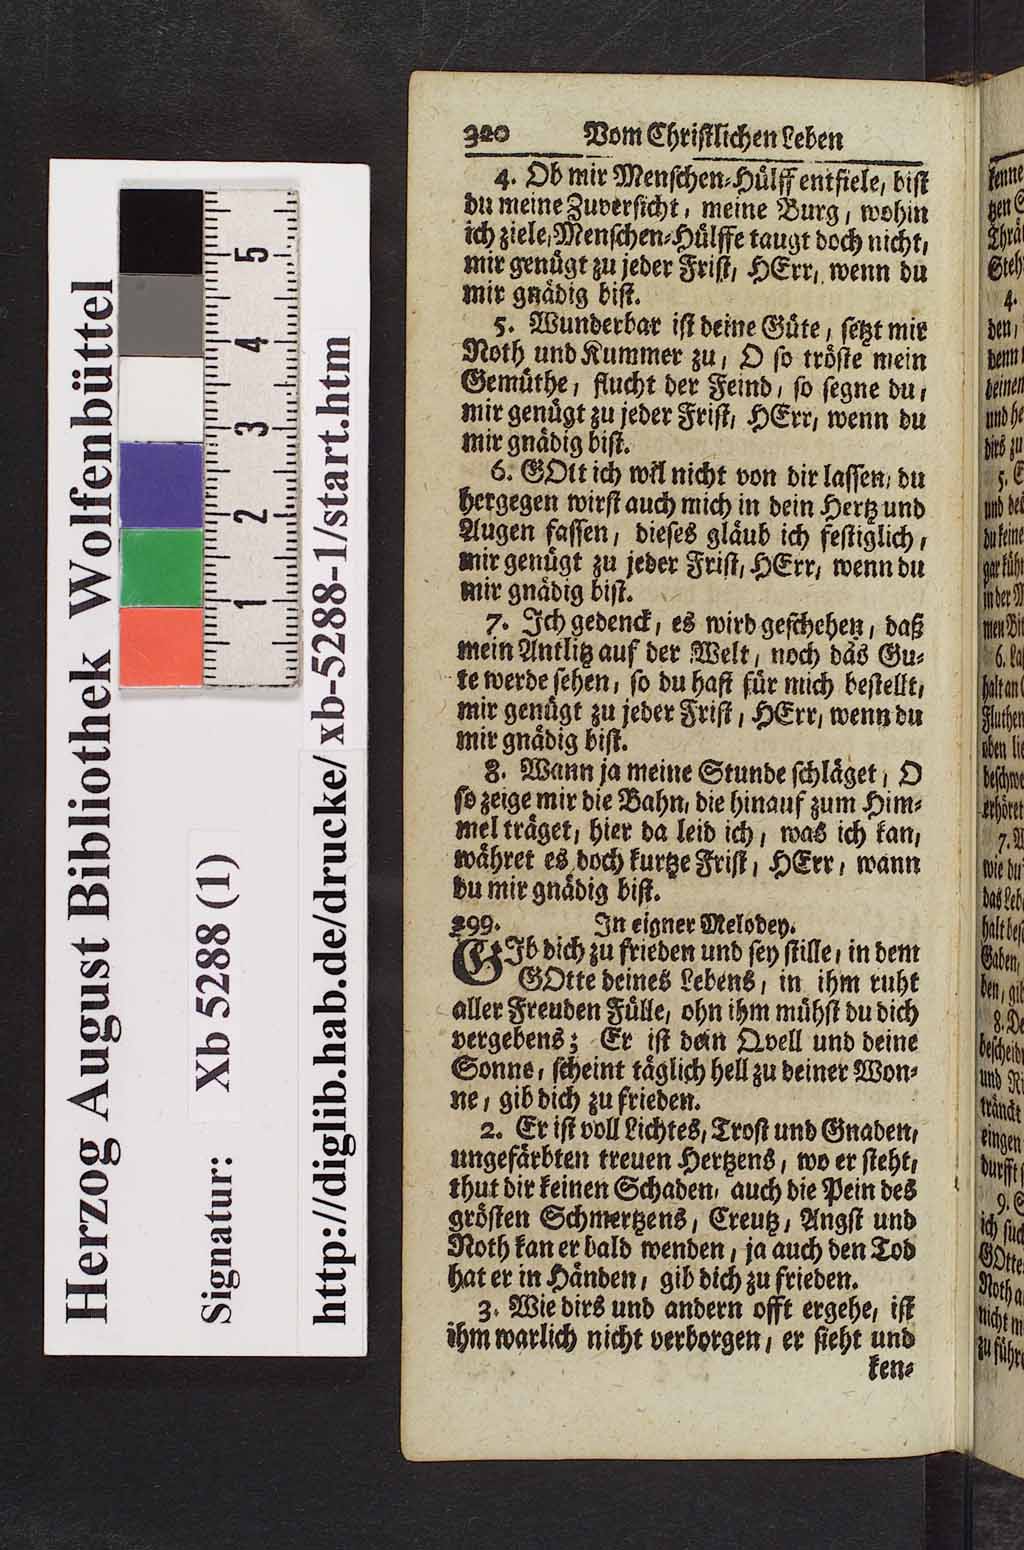 320 Vom Christlichen Leben
4. Ob mir Menschen-Hülff entfiele, bist
du meine Zuversicht, meine Burg, wohin
ich ziele, Menschen-Hülffe taugt doch nicht,
mir genügt zu jeder Frist, HErr, wenn du
mir gnädig bist.
5. Wunderbar ist deine Güte, setzt mir
Noth und Kummer zu, O so tröste mein
Gemüthe, flucht der Feind, so segne du,
mir genügt zu jeder Frist, HErr, wenn du
mir gnädig bist.
6. GOtt ich wil nicht von dir lassen, du
hergegen wirst auch mich in dein Hertz und
Augen fassen, dieses gläub ich festiglich,
mir genügt zu jeder Frist, HErr, wenn du
mir gnädig bist.
7. Ich gedenck, es wird geschehen, daß
mein Antlitz auf der Welt, noch das Gu-
te werde sehen, so du hast für mich bestellt,
mir genügt zu jeder Frist, HErr, wenn du
mir gnädig bist.
8. Wann ja meine Stunde schläget, O
so zeige mir die Bahn, die hinauf zum Him-
mel träget, hier da leid ich, was ich kan,
währet es doch kurtze Frist, HErr, wann
du mir gnädig bist.
299. In eigner Melodey.
GIb dich zu frieden und sey stille, in dem
GOtte deines Lebens, in ihm ruht
aller Freuden Fülle, ohn ihm mühst du dich
vergebens; Er ist dein Qvell und deine
Sonne, scheint täglich hell zu deiner Won-
ne, gib dich zu frieden.
2. Er ist voll Lichtes, Trost und Gnaden,
ungefärbten treuen Hertzens, wo er steht,
thut dir keinen Schaden, auch die Pein des
grösten Schmertzens, Creutz, Angst und
Noth kan er bald wenden, ja auch den Tod
hat er in Händen, gib dich zu frieden.
3. Wie dirs und andern offt ergehe, ist
ihm warlich nicht verborgen, er sieht und
ken-
Herzog August Bibliothek Wolfenbüttel
Signatur: Xb 5288 (1)
http://diglib.hab.de/drucke/xb-5288-1/start.htm
1 2 3 4 5